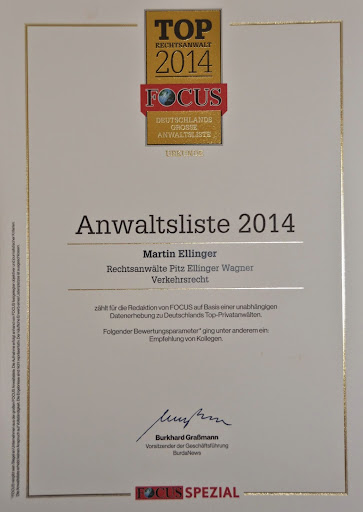 TOP
RECHTSANWALT
2014
FOCUS
DEUTSCHLANDS
GROSSE
ANWALTSLISTE
URKUNDE
Anwaltsliste 2014
Martin Ellinger
Rechtsanwälte Pitz Ellinger Wagner
Verkehrsrecht
zählt für die Redaktion von FOCUS auf Basis einer unabhängigen
Datenerhebung zu Deutschlands Top-Privatanwälten.
Folgender Bewertungsparameter* ging unter anderem ein:
Empfehlung von Kollegen.
Burkhard Graßmann
Vorsitzender der Geschäftsführung
BurdaNews
FOCUS SPEZIAL